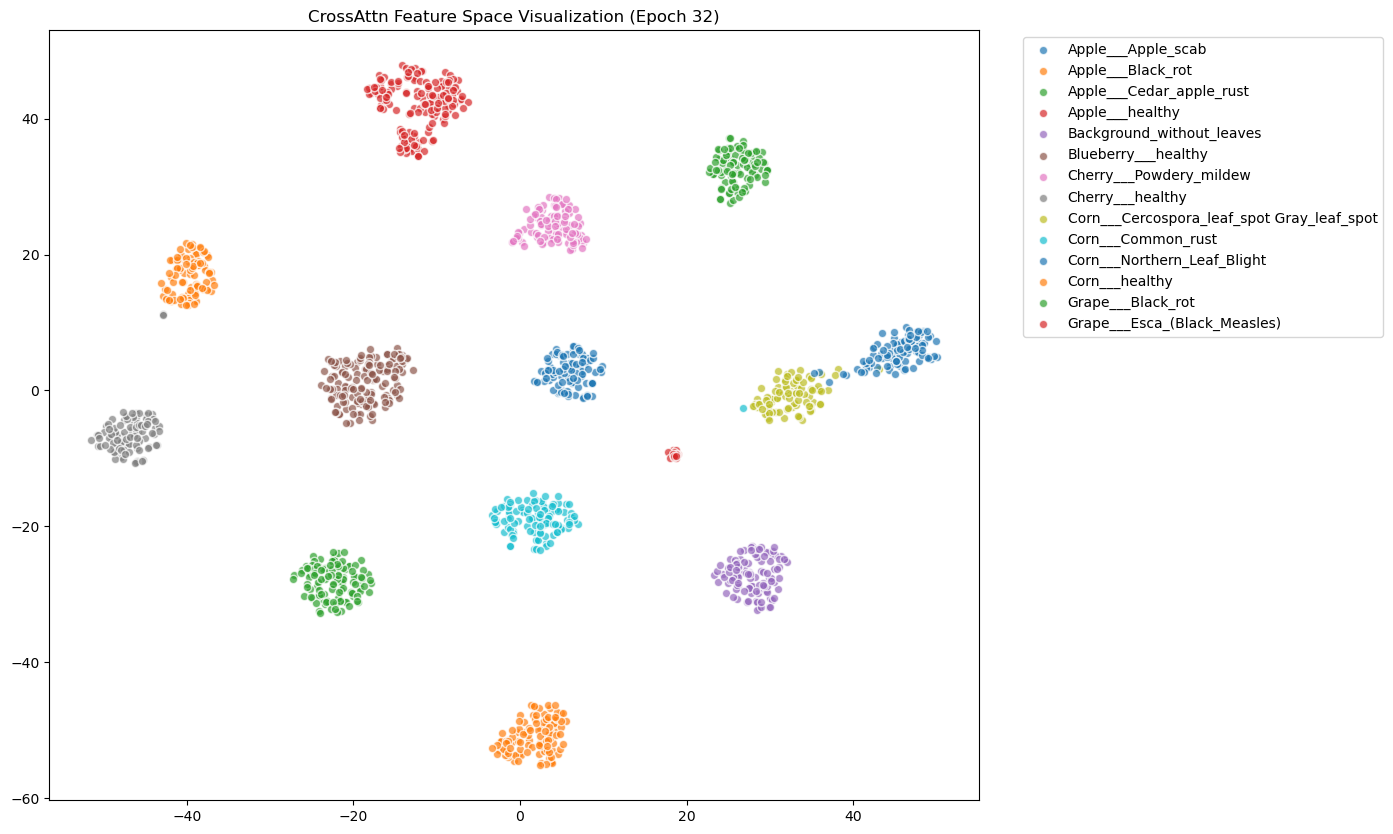 CrossAttn Feature Space Visualization (Epoch 32)
Apple___Apple_scab
Apple___Black_rot
Apple___Cedar_apple_rust
Apple___healthy
Background_without_leaves
Blueberry___healthy
Cherry___Powdery_mildew
Cherry___healthy
Corn___Cercospora_leaf_spot Gray_leaf_spot
Corn___Common_rust
Corn___Northern_Leaf_Blight
Corn___healthy
Grape___Black_rot
Grape___Esca_(Black_Measles)
40
20
0
−20
−40
−60
−40 −20 0 20 40